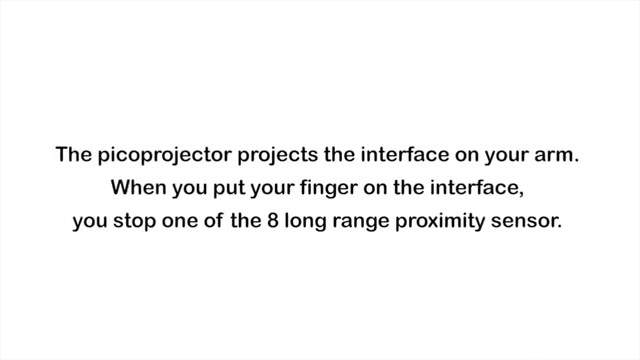 The picoprojector projects the interface on your arm.
When you put your finger on the interface,
you stop one of the 8 long range proximity sensor.